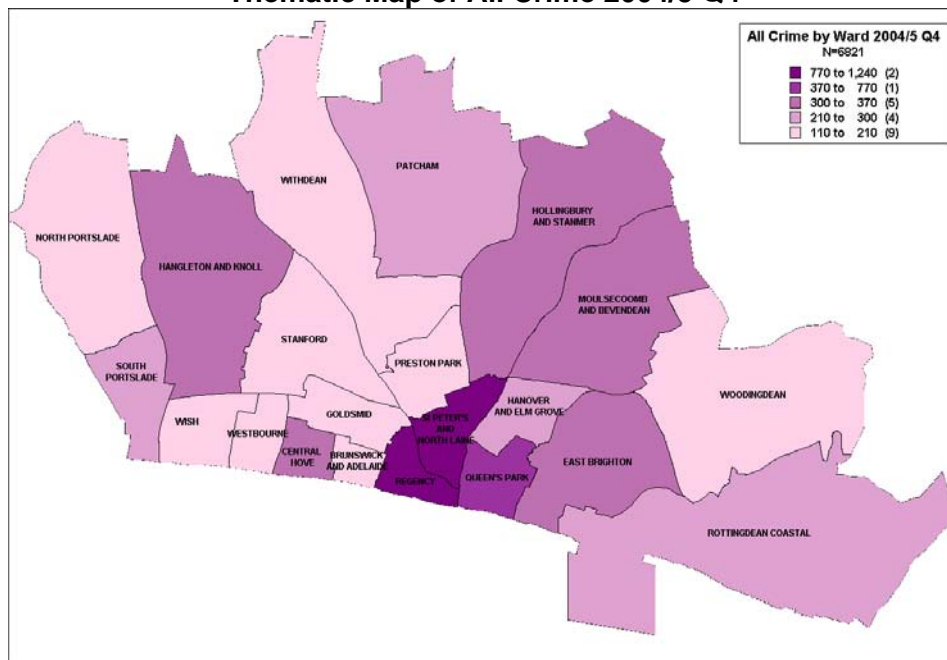 Thematic Map of All Crime 2004/5 Q4
All Crime by Ward 2004/5 Q4
N=6821
770 to 1,240 (2)
370 to 770 (1)
300 to 370 (5)
210 to 300 (4)
110 to 210 (9)
PATCHAM
WITHDEAN
HOLLINGBURY
AND STANMER
NORTH PORTSLADE
HANGLETON AND KNOLL
MOULSECOOMB
AND BEVENDEAN
STANFORD
PRESTON PARK
SOUTH
PORTSLADE
WOODINGDEAN
HANOVER
AND ELM GROVE
GOLDSMID
ST.PETER'S
AND
NORTH LAINE
WISH
WESTBOURNE
CENTRAL
HOVE
BRUNSWICK
AND ADELAIDE
EAST BRIGHTON
QUEEN'S PARK
REGENCY
ROTTINGDEAN COASTAL